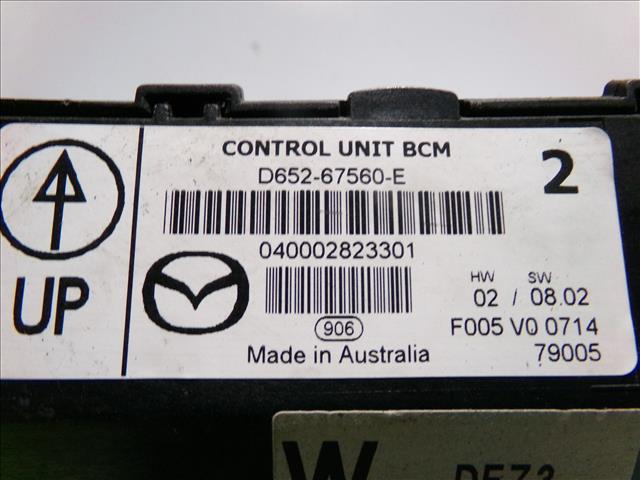 CONTROL UNIT BCM
D652-67560-E
2
040002823301
UP
HW SW
02 / 08.02
906
F005 V0 0714
Made in Australia
79005
W